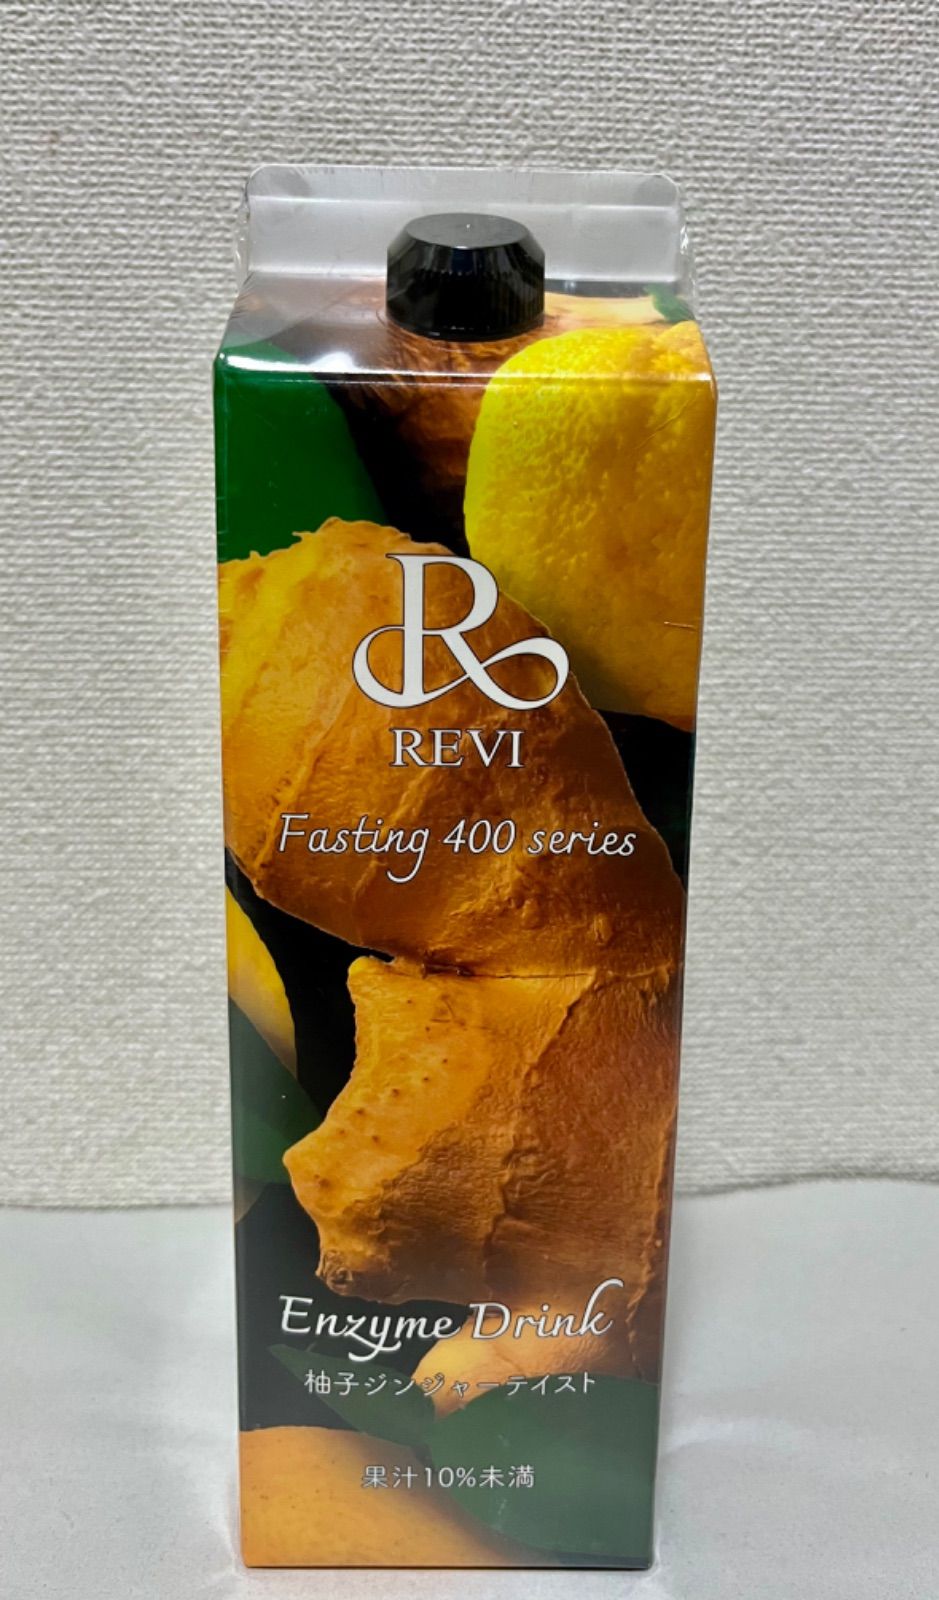 R
REVI
Fasting 400 series
Enzyme Drink
柚子ジンジャーテイスト
果汁10%未満